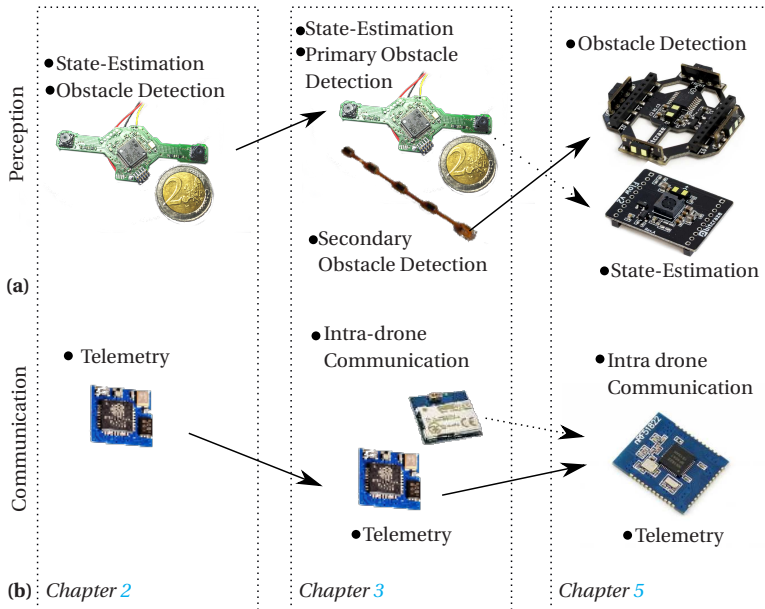 Perception
● State-Estimation
● Obstacle Detection
● State-Estimation
● Primary Obstacle
Detection
● Secondary
Obstacle Detection
● Obstacle Detection
● State-Estimation
(a)
Communication
● Telemetry
● Intra-drone
Communication
● Telemetry
● Intra drone
Communication
nRF51822
● Telemetry
(b)
Chapter 2
Chapter 3
Chapter 5